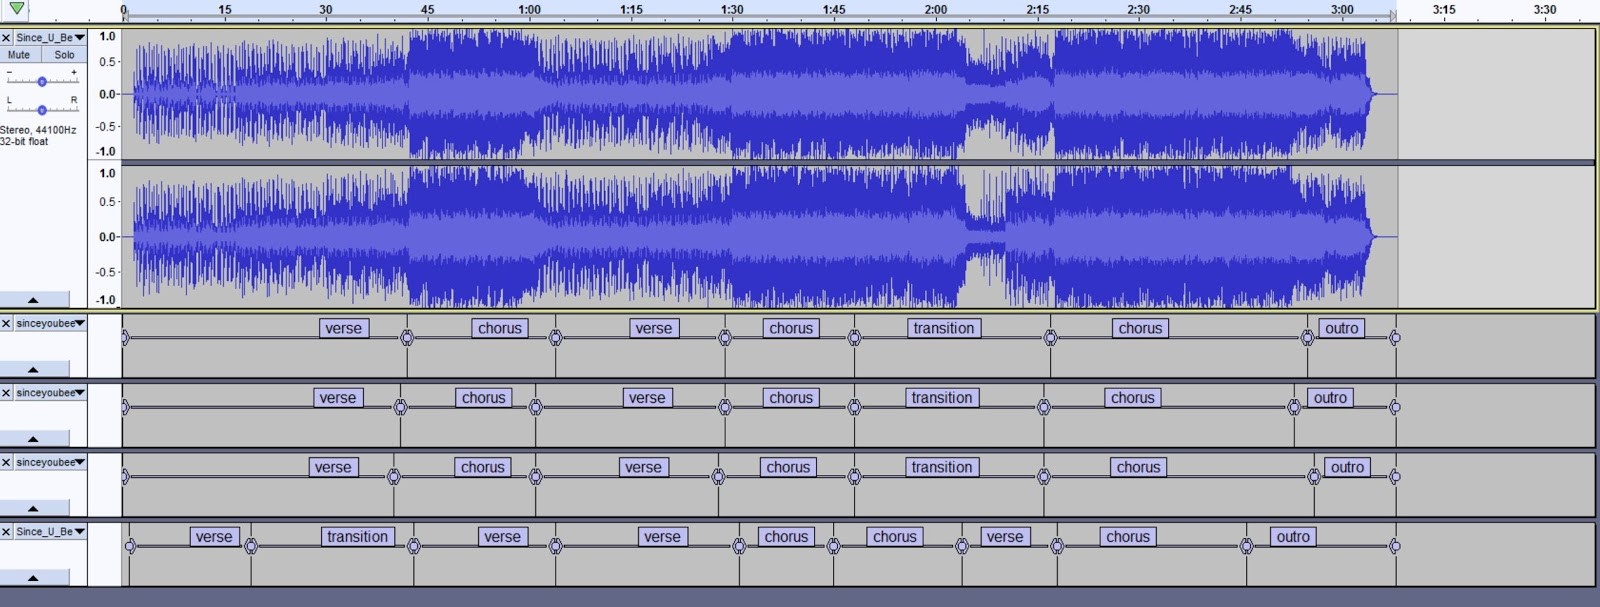 0 15 30 45 1:00 1:15 1:30 1:45 2:00 2:15 2:30 2:45 3:00 3:15 3:30
Since_U_Be
Mute Solo
- +
L R
Stereo, 44100Hz
32-bit float
1.0
0.5
0.0
-0.5
-1.0
1.0
0.5
0.0
-0.5
-1.0
sinceyoubee verse chorus verse chorus transition chorus outro
sinceyoubee verse chorus verse chorus transition chorus outro
sinceyoubee verse chorus verse chorus transition chorus outro
Since_U_Be verse transition verse verse chorus chorus verse chorus outro